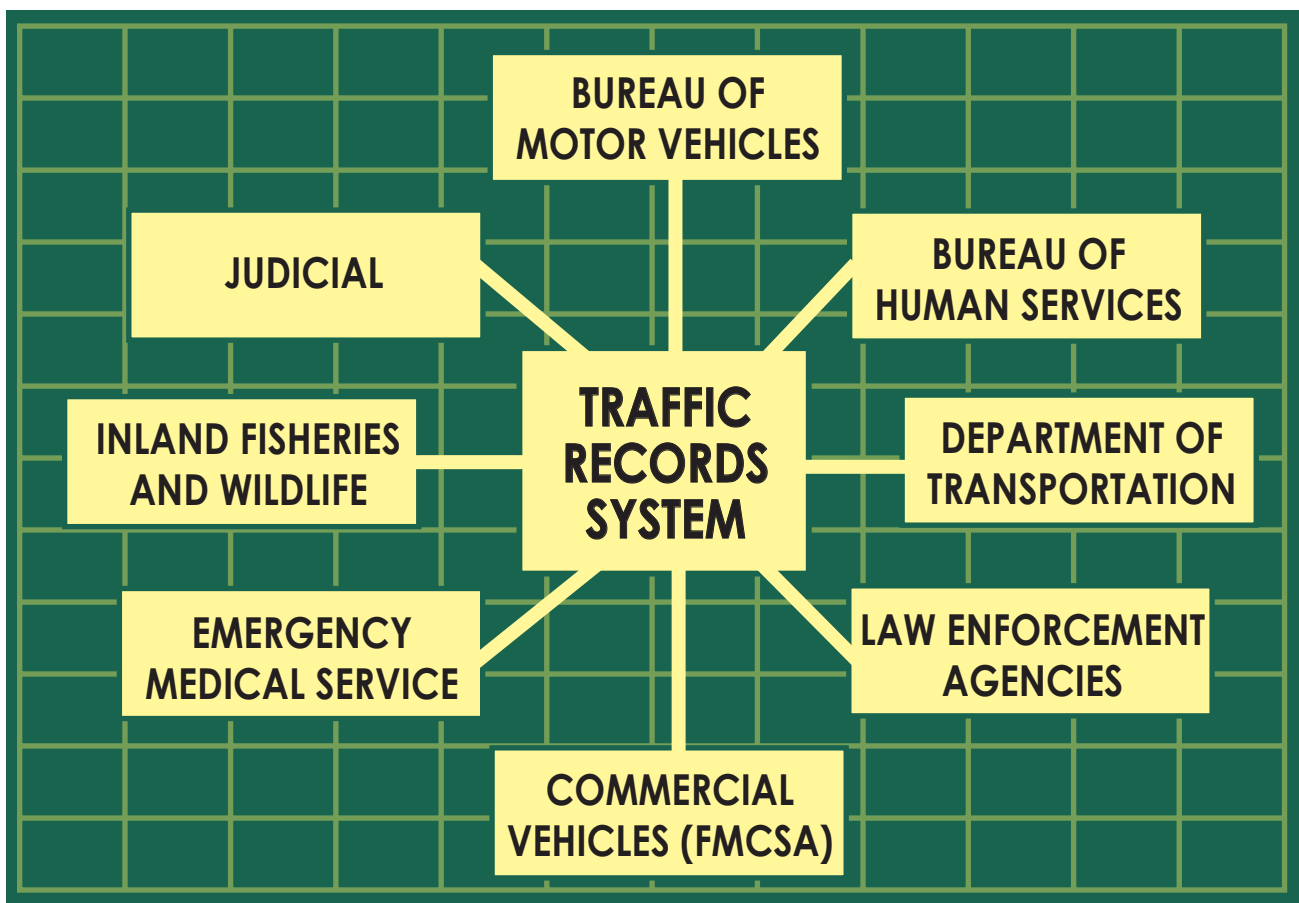 BUREAU OF
MOTOR VEHICLES
JUDICIAL
BUREAU OF
HUMAN SERVICES
TRAFFIC
RECORDS
SYSTEM
INLAND FISHERIES
AND WILDLIFE
DEPARTMENT OF
TRANSPORTATION
EMERGENCY
MEDICAL SERVICE
LAW ENFORCEMENT
AGENCIES
COMMERCIAL
VEHICLES (FMCSA)